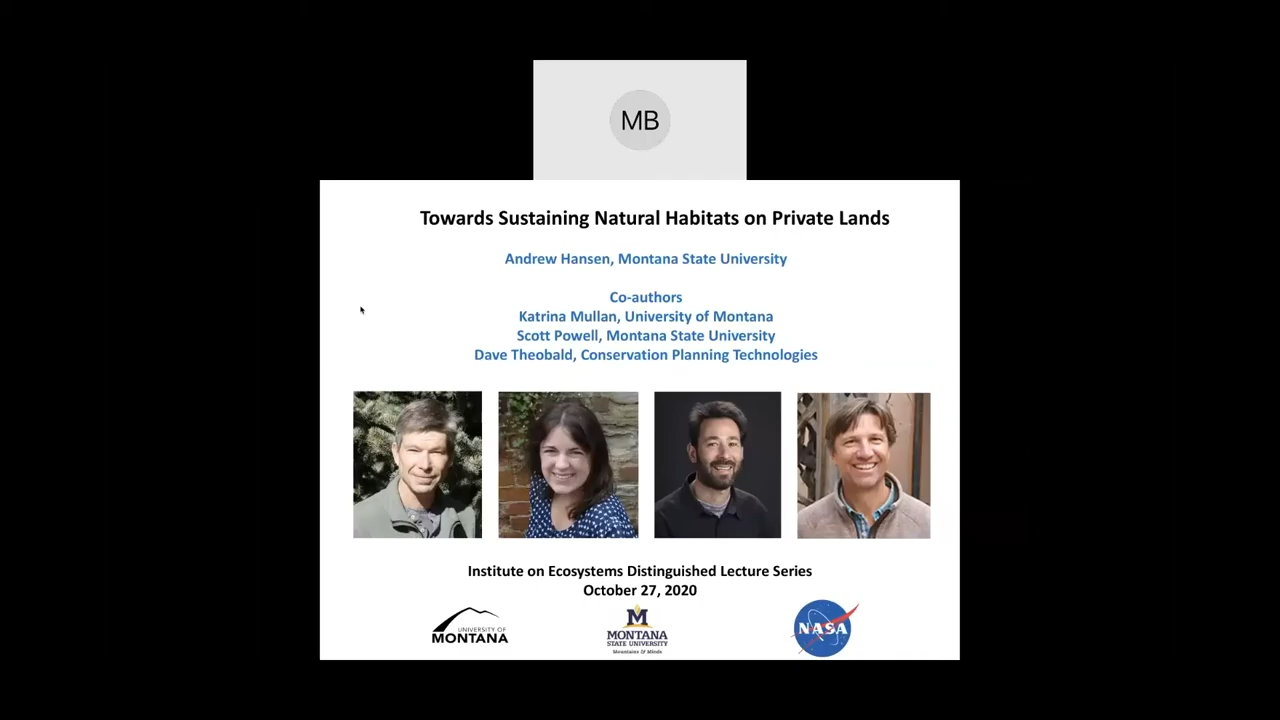 MB
Towards Sustaining Natural Habitats on Private Lands
Andrew Hansen, Montana State University
Co-authors
Katrina Mullan, University of Montana
Scott Powell, Montana State University
Dave Theobald, Conservation Planning Technologies
Institute on Ecosystems Distinguished Lecture Series
October 27, 2020
UNIVERSITY OF
MONTANA
M
MONTANA
STATE UNIVERSITY
Mountains & Minds
NASA